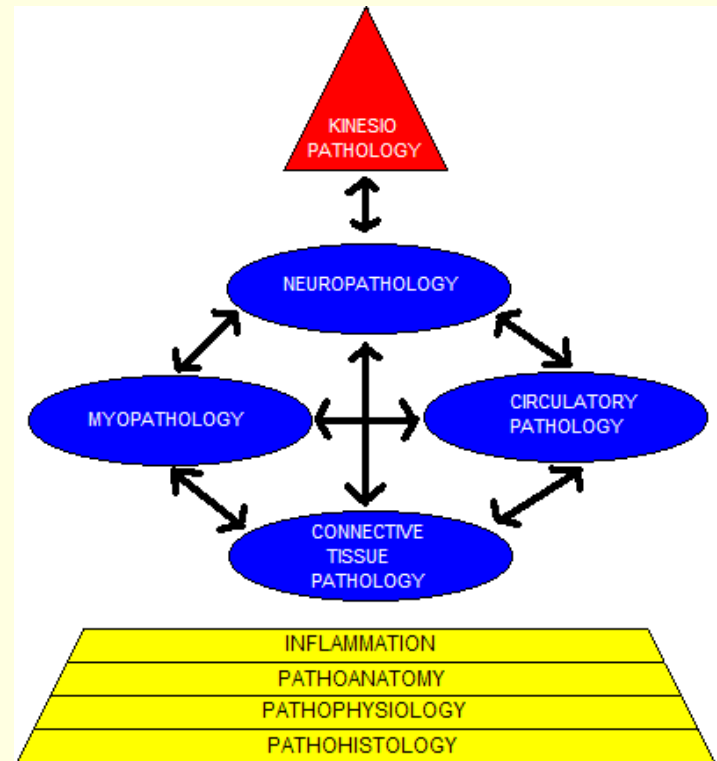 KINESIO
PATHOLOGY
NEUROPATHOLOGY
MYOPATHOLOGY
CIRCULATORY
PATHOLOGY
CONNECTIVE
TISSUE
PATHOLOGY
INFLAMMATION
PATHOANATOMY
PATHOPHYSIOLOGY
PATHOHISTOLOGY